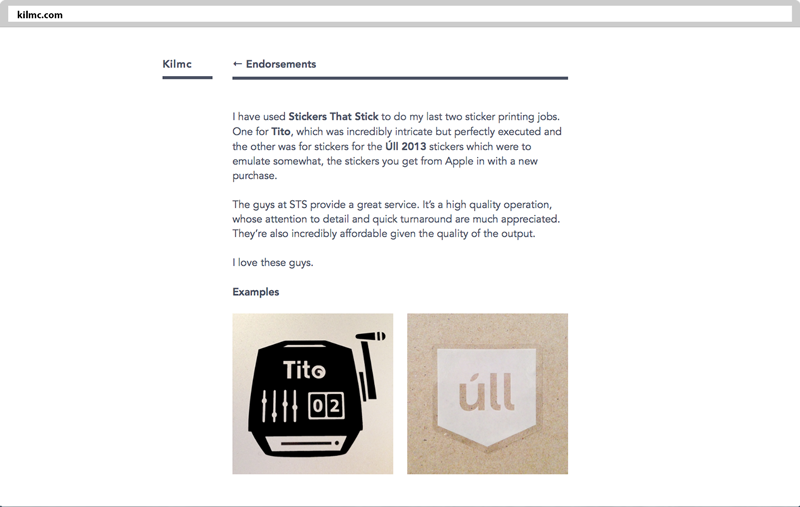 kilmc.com
Kilmc
← Endorsements
I have used Stickers That Stick to do my last two sticker printing jobs.
One for Tito, which was incredibly intricate but perfectly executed and
the other was for stickers for the Úll 2013 stickers which were to
emulate somewhat, the stickers you get from Apple in with a new
purchase.
The guys at STS provide a great service. It's a high quality operation,
whose attention to detail and quick turnaround are much appreciated.
They're also incredibly affordable given the quality of the output.
I love these guys.
Examples
Tito
02
úll